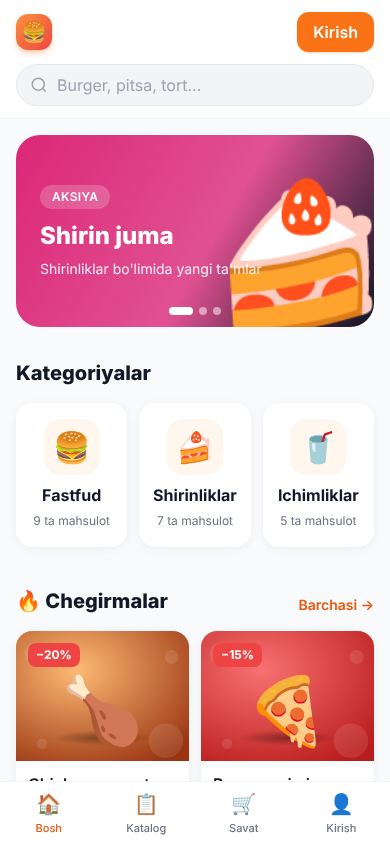 Kirish
Burger, pitsa, tort...
AKSIYA
Shirin juma
Shirinliklar bo'limida yangi ta'mlar
Kategoriyalar
Fastfud
Shirinliklar
Ichimliklar
9 ta mahsulot
7 ta mahsulot
5 ta mahsulot
Chegirmalar
Barchasi →
−20%
−15%
Bosh
Katalog
Savat
Kirish